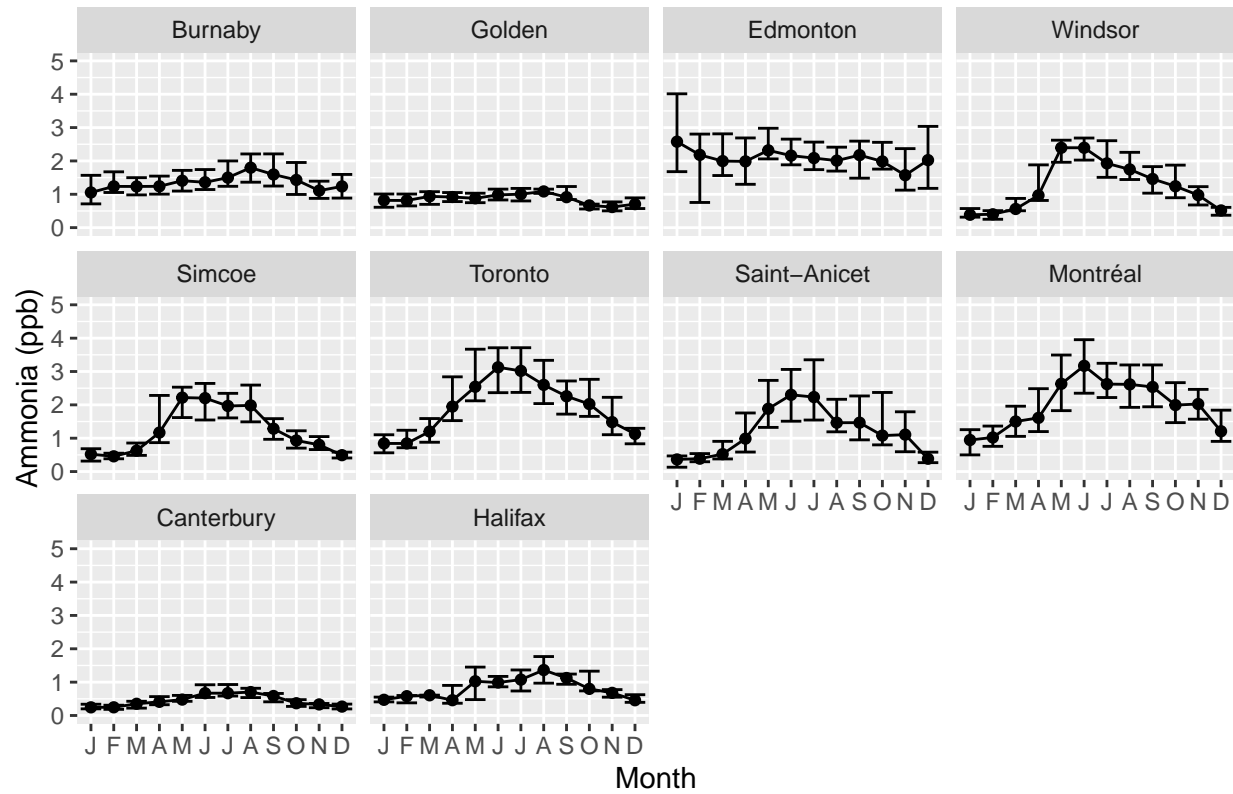 Burnaby Golden Edmonton Windsor
5
4
3
2
1
0
Simcoe Toronto Saint−Anicet Montréal
5
4
3
2
1
0
Ammonia (ppb)
J F M A M J J A S O N D J F M A M J J A S O N D
Canterbury Halifax
5
4
3
2
1
0
J F M A M J J A S O N D J F M A M J J A S O N D
Month